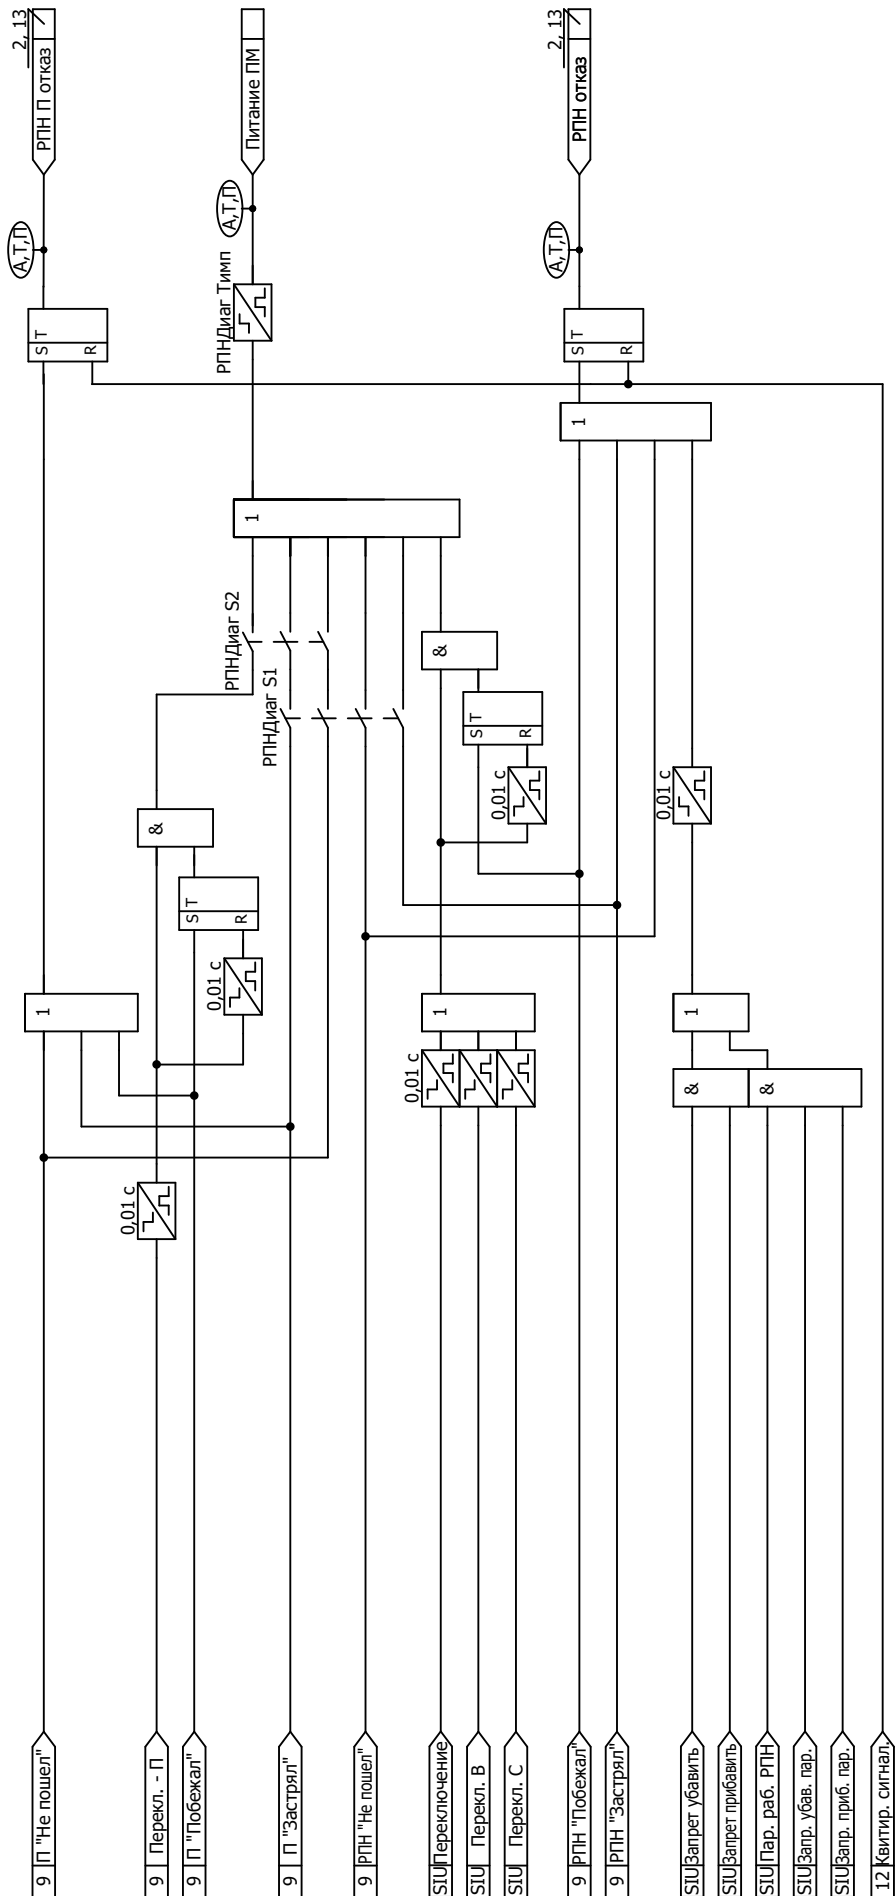 9 П "Не пошел"
9 Перекл. - П
9 П "Побежал"
9 П "Застрял"
9 РПН "Не пошел"
SIU Переключение
SIU Перекл. В
SIU Перекл. С
9 РПН "Побежал"
9 РПН "Застрял"
SIU Запрет убавить
SIU Запрет прибавить
SIU Пар. раб. РПН
SIU Запр. убав. пар.
SIU Запр. приб. пар.
12 Квитир. сигнал.
0,01 с
1
0,01 с
S T
R
&
0,01 с
1
&
&
1
0,01 с
S T
R
&
0,01 с
РПНДиаг S1
РПНДиаг S2
1
1
S T
R
РПНДиаг Тимп
S T
R
А,Т,П
А,Т,П
А,Т,П
РПН П отказ
2, 13
Питание ПМ
РПН отказ
2, 13